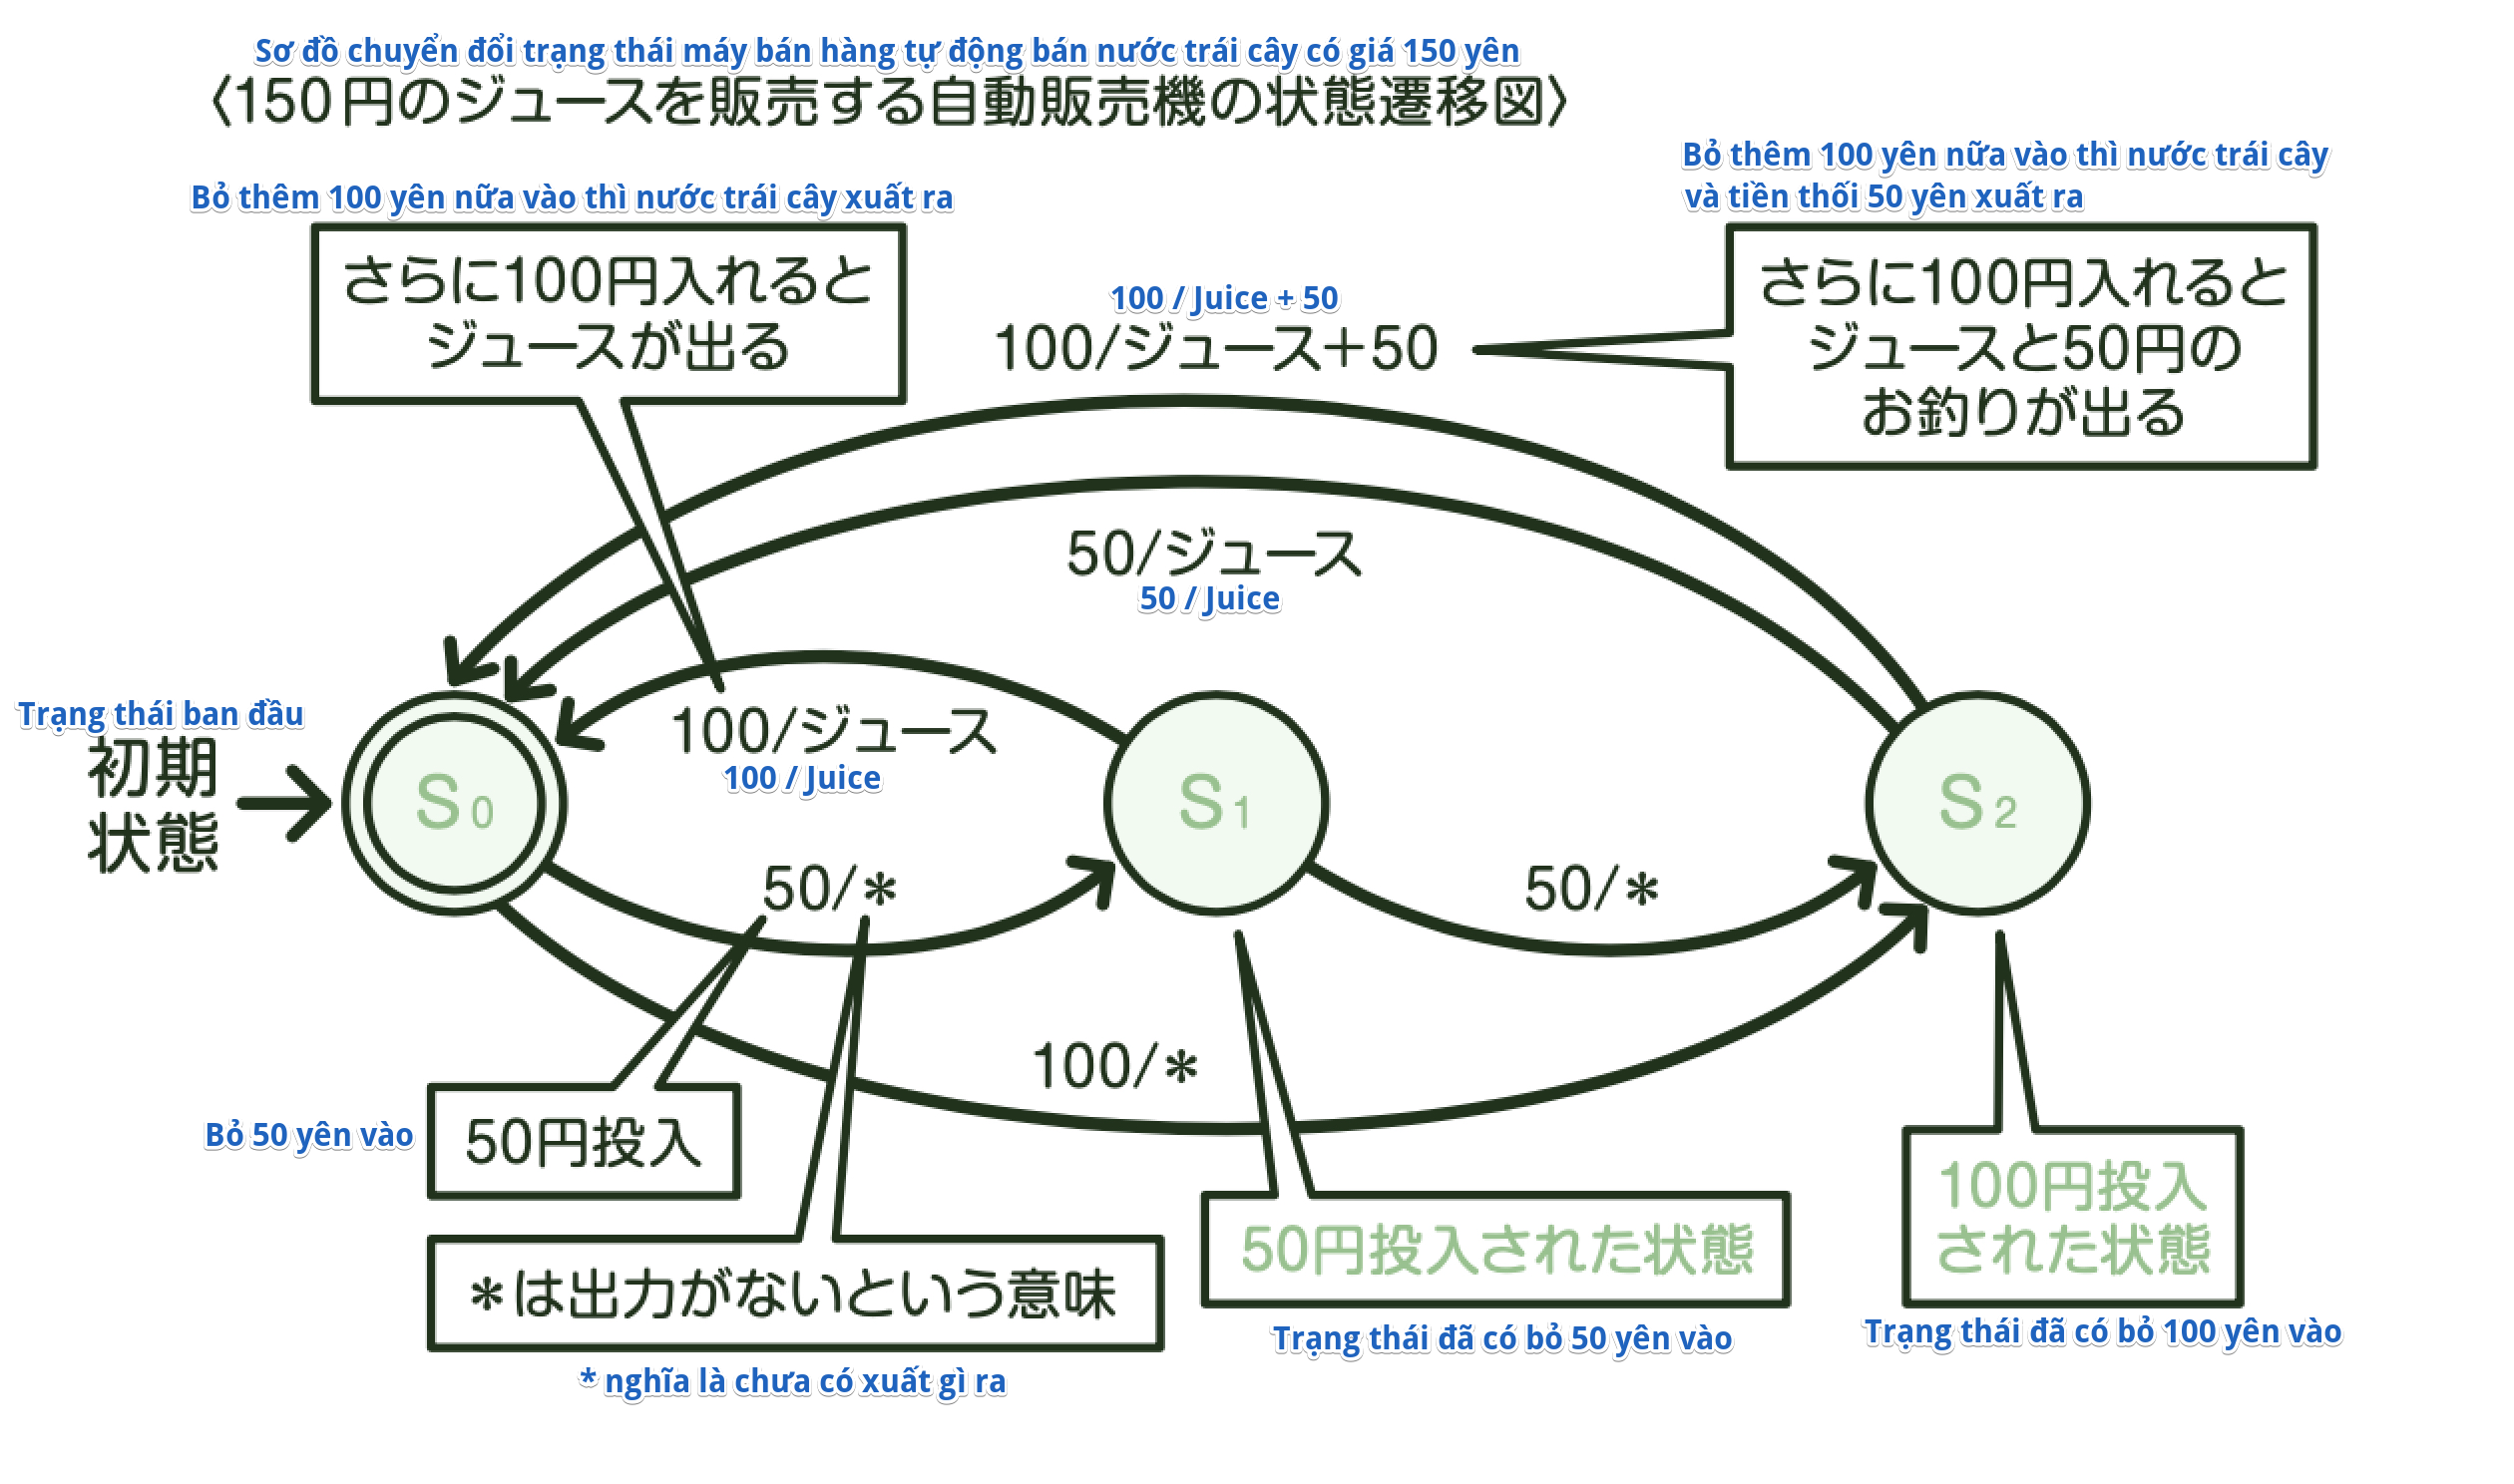 Sơ đồ chuyển đổi trạng thái máy bán hàng tự động bán nước trái cây có giá 150 yên
〈150円のジュースを販売する自動販売機の状態遷移図〉
Bỏ thêm 100 yên nữa vào thì nước trái cây xuất ra
さらに100円入れると
ジュースが出る
Bỏ thêm 100 yên nữa vào thì nước trái cây
và tiền thối 50 yên xuất ra
さらに100円入れると
ジュースと50円の
お釣りが出る
100 / Juice + 50
100/ジュース+50
50/ジュース
50 / Juice
100/ジュース
100 / Juice
Trạng thái ban đầu
初期
状態
S0
S1
S2
50/*
50/*
100/*
Bỏ 50 yên vào
50円投入
*は出力がないという意味
* nghĩa là chưa có xuất gì ra
50円投入された状態
Trạng thái đã có bỏ 50 yên vào
100円投入
された状態
Trạng thái đã có bỏ 100 yên vào